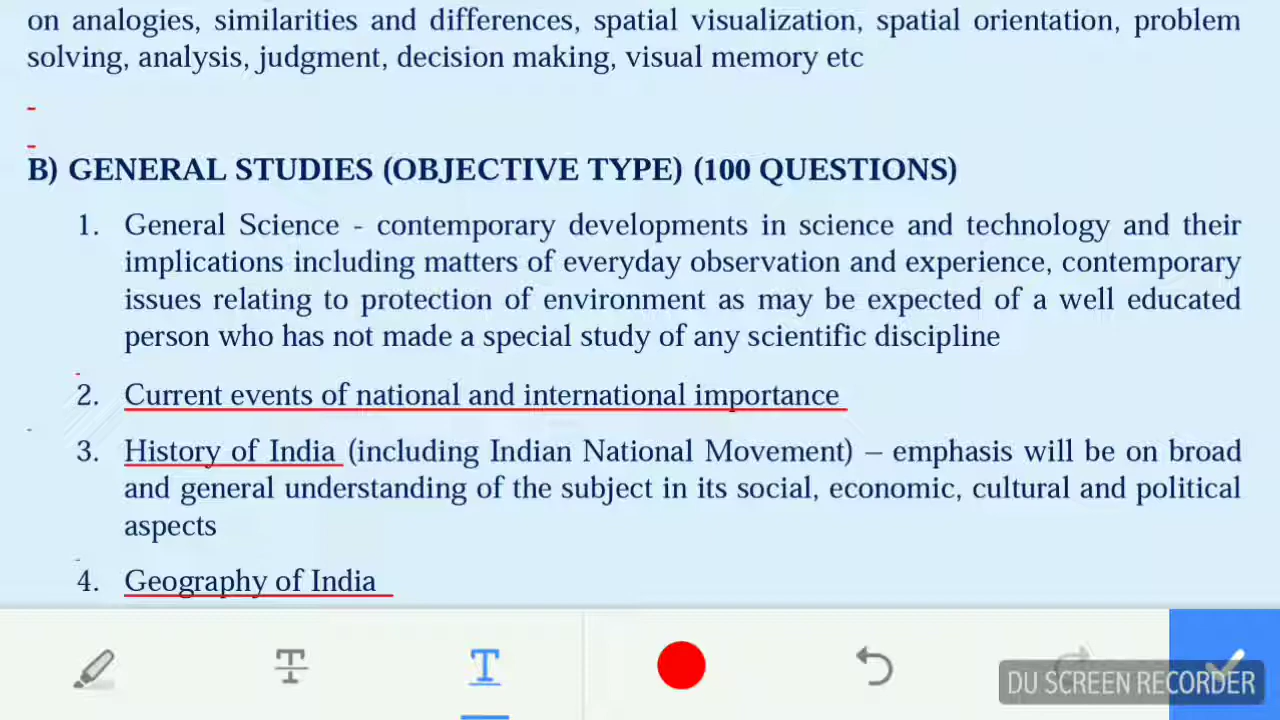 on analogies, similarities and differences, spatial visualization, spatial orientation, problem
solving, analysis, judgment, decision making, visual memory etc
B) GENERAL STUDIES (OBJECTIVE TYPE) (100 QUESTIONS)
1. General Science - contemporary developments in science and technology and their
implications including matters of everyday observation and experience, contemporary
issues relating to protection of environment as may be expected of a well educated
person who has not made a special study of any scientific discipline
2. Current events of national and international importance
3. History of India (including Indian National Movement) – emphasis will be on broad
and general understanding of the subject in its social, economic, cultural and political
aspects
4. Geography of India
T T
DU SCREEN RECORDER